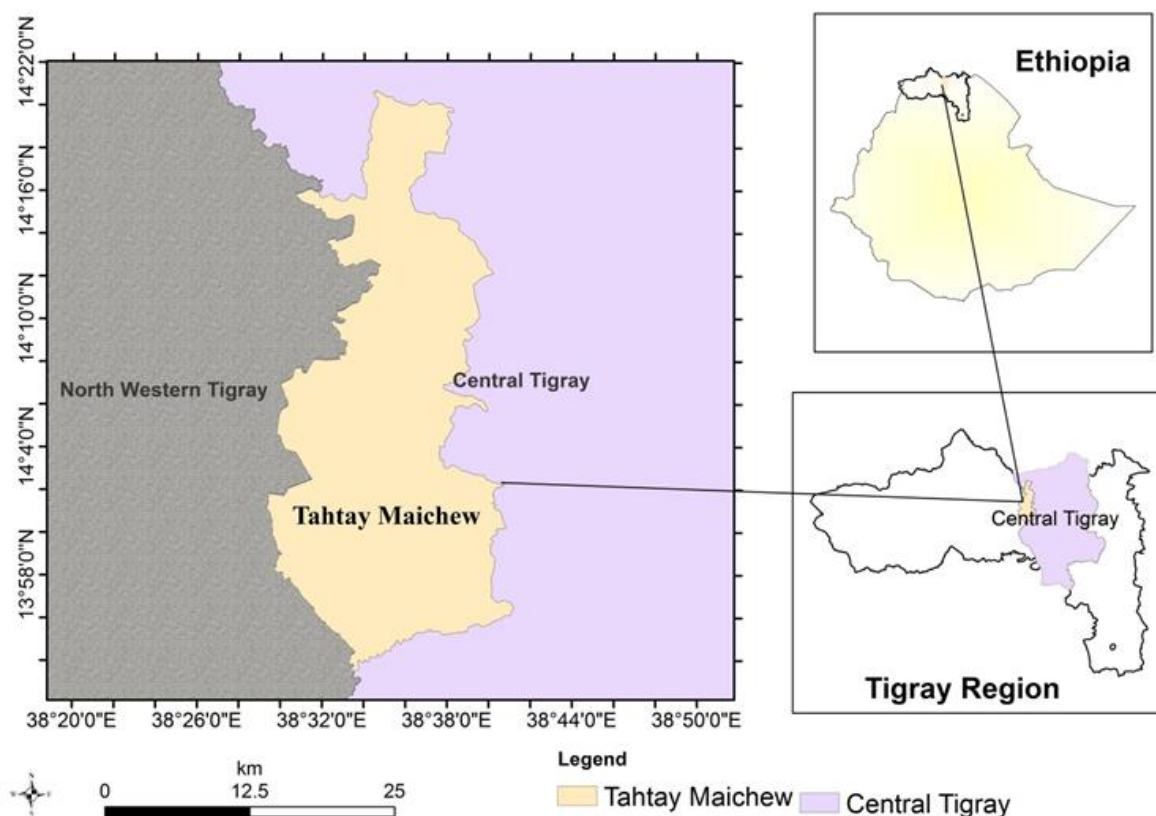 14°22'0"N
14°16'0"N
14°10'0"N
14°4'0"N
13°58'0"N
North Western Tigray
Central Tigray
Tahtay Maichew
38°20'0"E
38°26'0"E
38°32'0"E
38°38'0"E
38°44'0"E
38°50'0"E
Ethiopia
Central Tigray
Tigray Region
km
0
12.5
25
Legend
Tahtay Maichew
Central Tigray